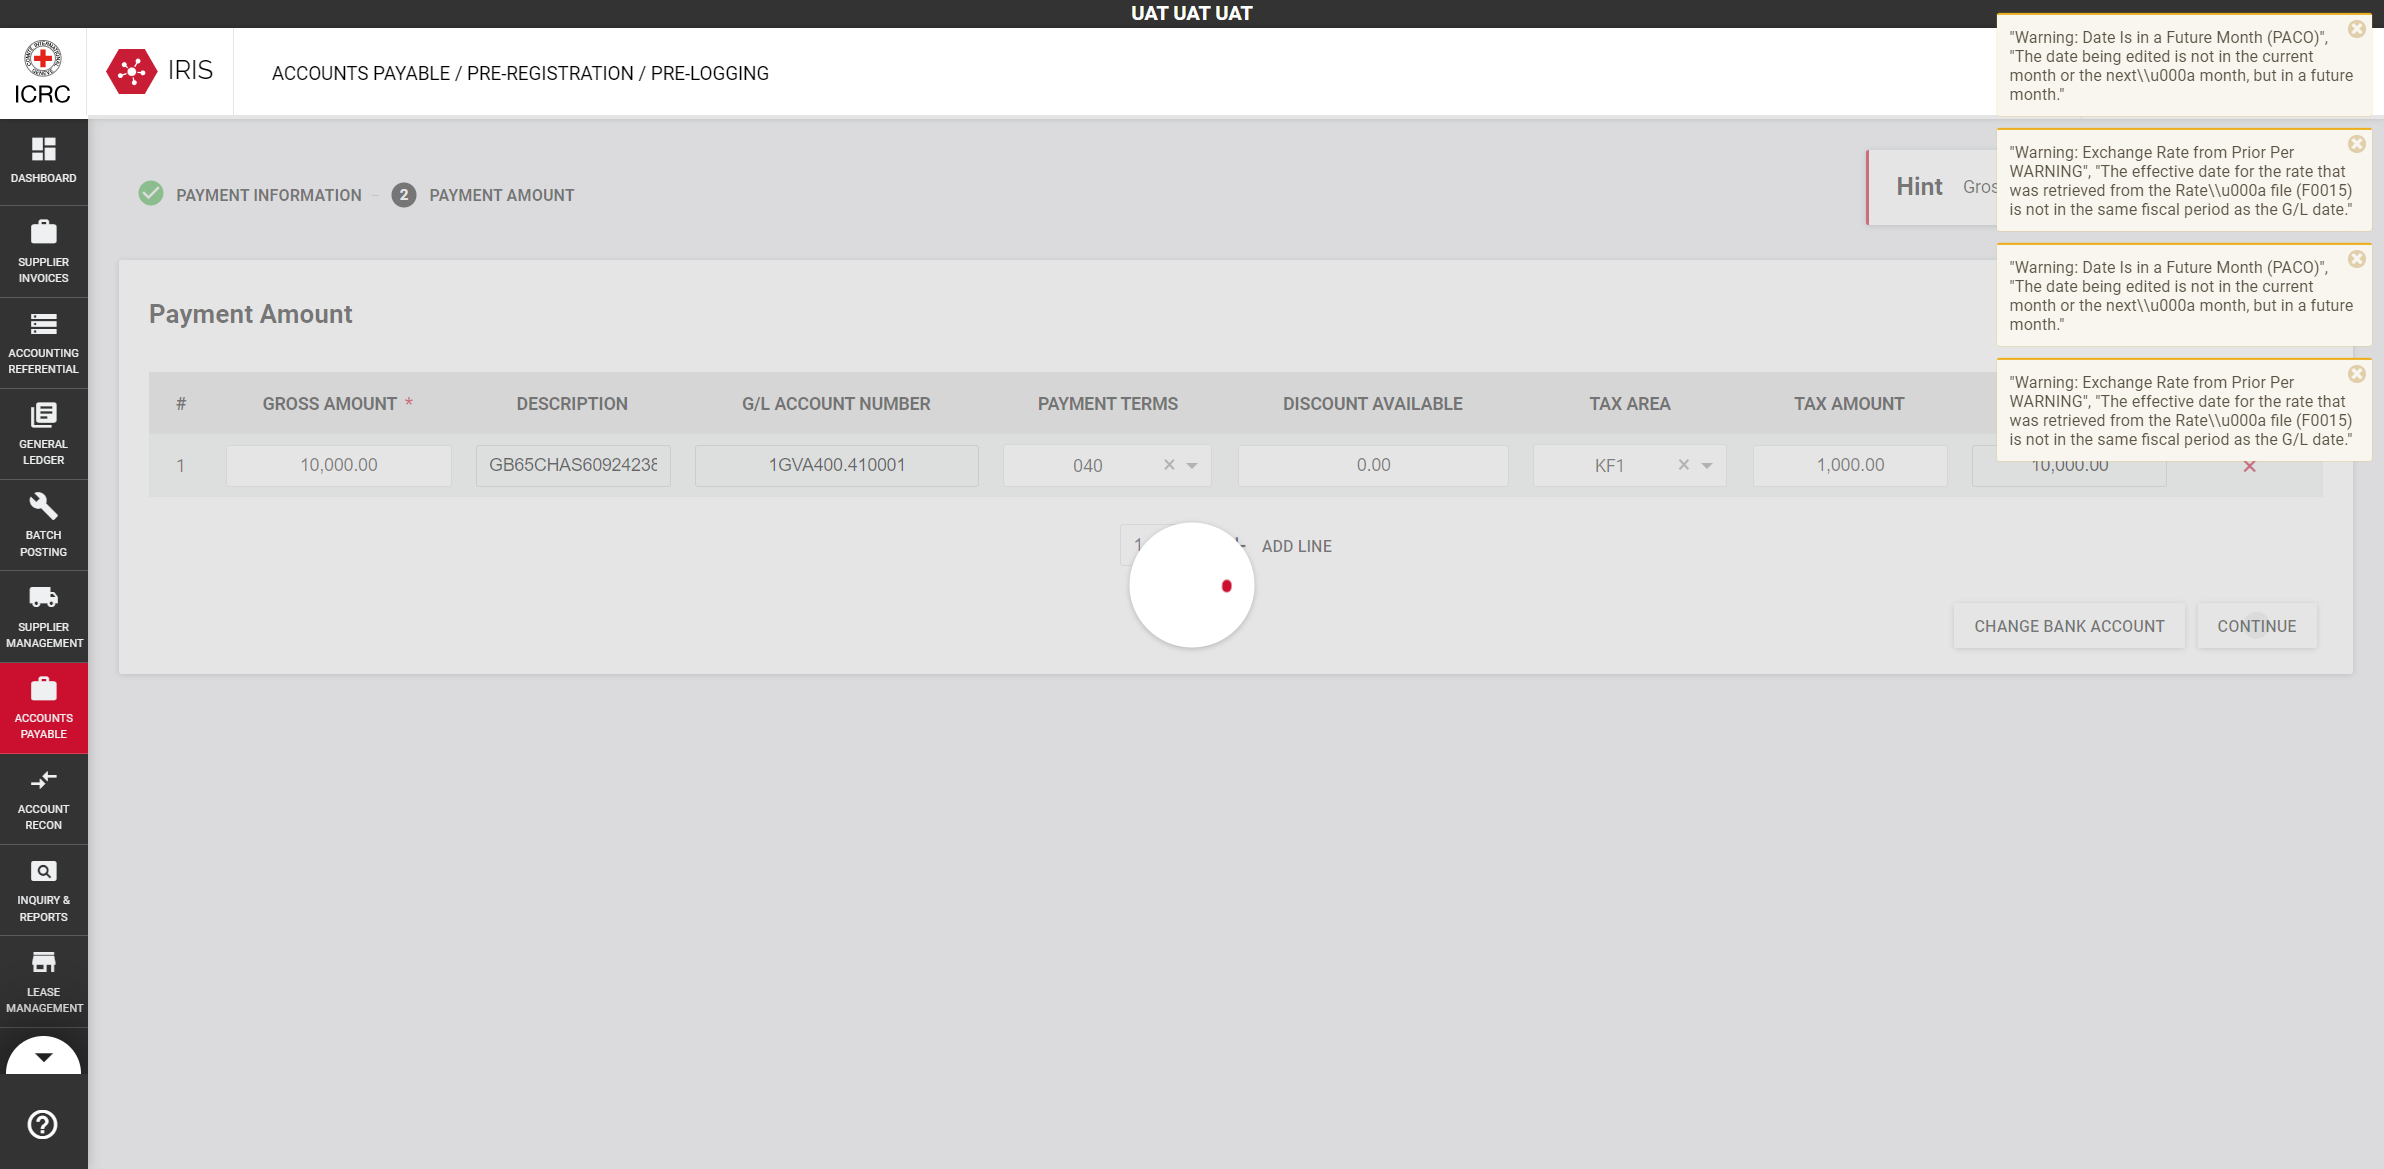 UAT UAT UAT
ICRC
IRIS
ACCOUNTS PAYABLE / PRE-REGISTRATION / PRE-LOGGING
"Warning: Date Is in a Future Month (PACO)",
"The date being edited is not in the current
month or the next\\u000a month, but in a future
month."
"Warning: Exchange Rate from Prior Per
WARNING", "The effective date for the rate that
was retrieved from the Rate\\u000a file (F0015)
is not in the same fiscal period as the G/L date."
"Warning: Date Is in a Future Month (PACO)",
"The date being edited is not in the current
month or the next\\u000a month, but in a future
month."
"Warning: Exchange Rate from Prior Per
WARNING", "The effective date for the rate that
was retrieved from the Rate\\u000a file (F0015)
is not in the same fiscal period as the G/L date."
DASHBOARD
SUPPLIER
INVOICES
ACCOUNTING
REFERENTIAL
GENERAL
LEDGER
BATCH
POSTING
SUPPLIER
MANAGEMENT
ACCOUNTS
PAYABLE
ACCOUNT
RECON
INQUIRY &
REPORTS
LEASE
MANAGEMENT
PAYMENT INFORMATION
2 PAYMENT AMOUNT
Hint Gros
Payment Amount
# GROSS AMOUNT * DESCRIPTION G/L ACCOUNT NUMBER PAYMENT TERMS DISCOUNT AVAILABLE TAX AREA TAX AMOUNT
1 10,000.00 GB65CHAS60924238 1GVA400.410001 040 0.00 KF1 1,000.00 10,000.00
1 ADD LINE
CHANGE BANK ACCOUNT CONTINUE